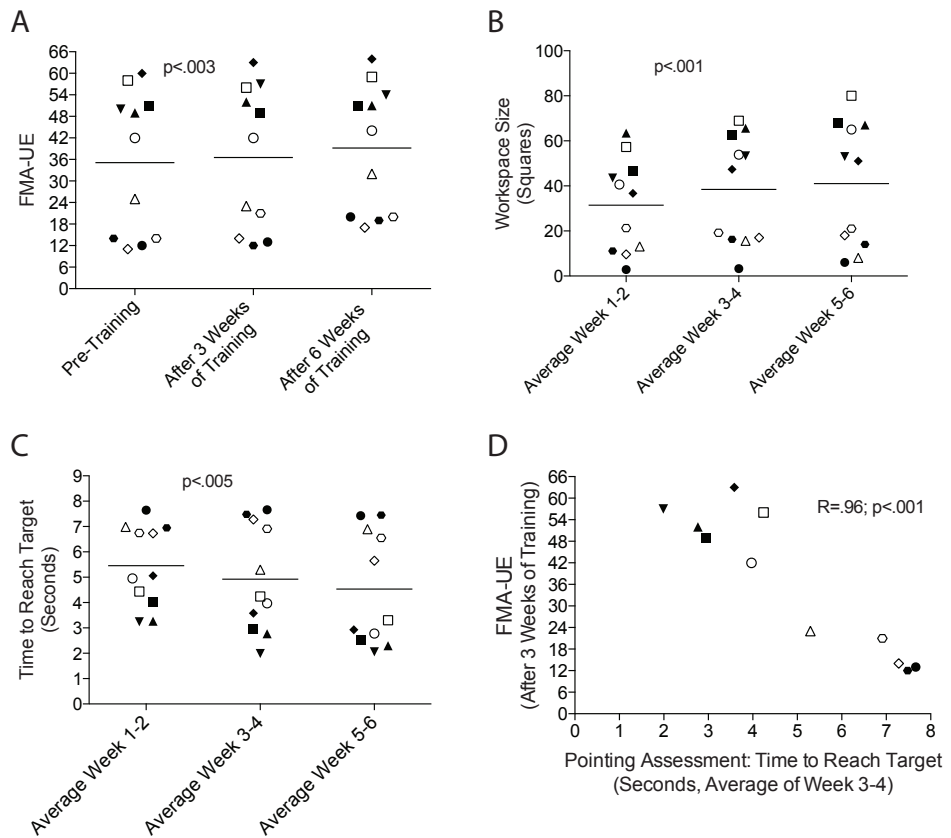 A
66
60
54
48
42
36
30
24
18
12
6
0
FMA-UE
p<.003
Pre-Training
After 3 Weeks
of Training
After 6 Weeks
of Training
B
100
80
60
40
20
0
Workspace Size
(Squares)
p<.001
Average Week 1-2
Average Week 3-4
Average Week 5-6
C
9
8
7
6
5
4
3
2
1
0
Time to Reach Target
(Seconds)
p<.005
Average Week 1-2
Average Week 3-4
Average Week 5-6
D
66
60
54
48
42
36
30
24
18
12
6
0
FMA-UE
(After 3 Weeks of Training)
R=.96; p<.001
0 1 2 3 4 5 6 7 8
Pointing Assessment: Time to Reach Target
(Seconds, Average of Week 3-4)